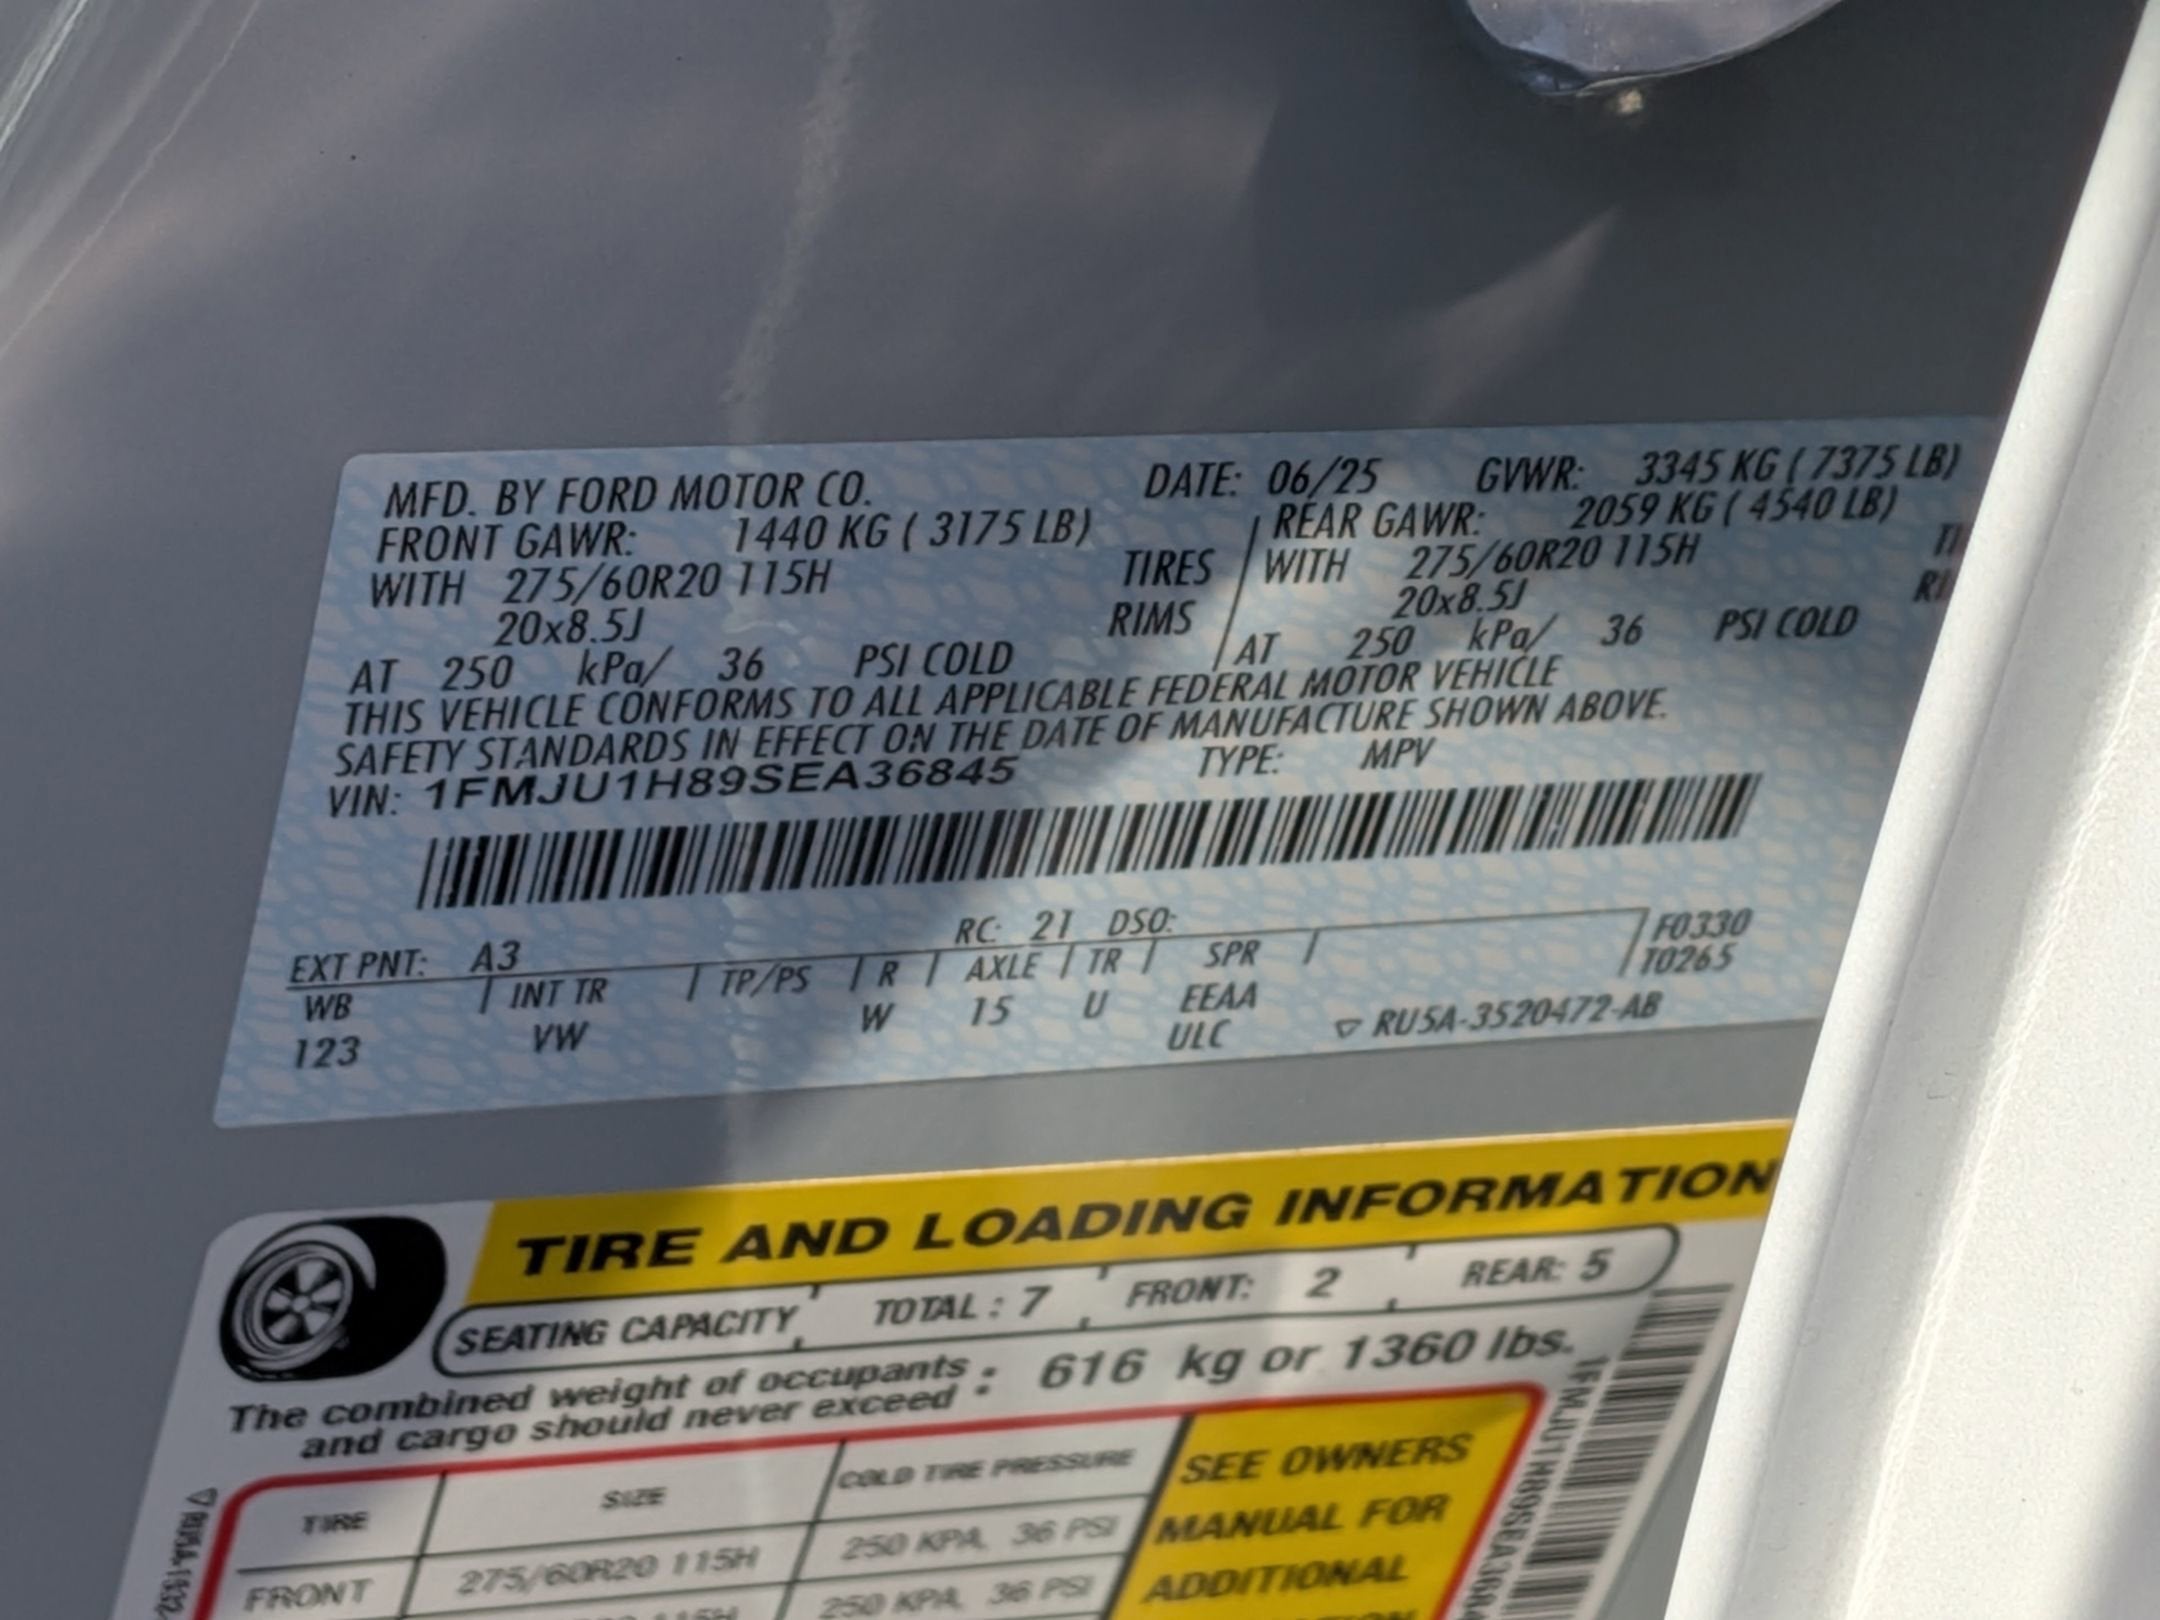 MFD. BY FORD MOTOR CO. DATE: 06/25 GVWR: 3345 KG ( 7375 LB)
FRONT GAWR: 1440 KG ( 3175 LB) REAR GAWR: 2059 KG ( 4540 LB)
WITH 275/60R20 115H TIRES WITH 275/60R20 115H
20x8.5J RIMS 20x8.5J
AT 250 kPa/ 36 PSI COLD AT 250 kPa/ 36 PSI COLD
THIS VEHICLE CONFORMS TO ALL APPLICABLE FEDERAL MOTOR VEHICLE
SAFETY STANDARDS IN EFFECT ON THE DATE OF MANUFACTURE SHOWN ABOVE.
VIN: 1FMJU1H89SEA36845 TYPE: MPV
EXT PNT: A3 RC: 21 DSO: F0330
WB INT TR TP/PS R AXLE TR SPR T0265
123 VW W 15 U EEAA
ULC ▽ RU5A-3520472-AB
TIRE AND LOADING INFORMATION
SEATING CAPACITY TOTAL : 7 FRONT: 2 REAR: 5
The combined weight of occupants
and cargo should never exceed : 616 kg or 1360 lbs.
TIRE SIZE COLD TIRE PRESSURE
FRONT 275/60R20 115H 250 KPA, 36 PSI
115H 250 KPA, 36 PSI
SEE OWNERS
MANUAL FOR
ADDITIONAL